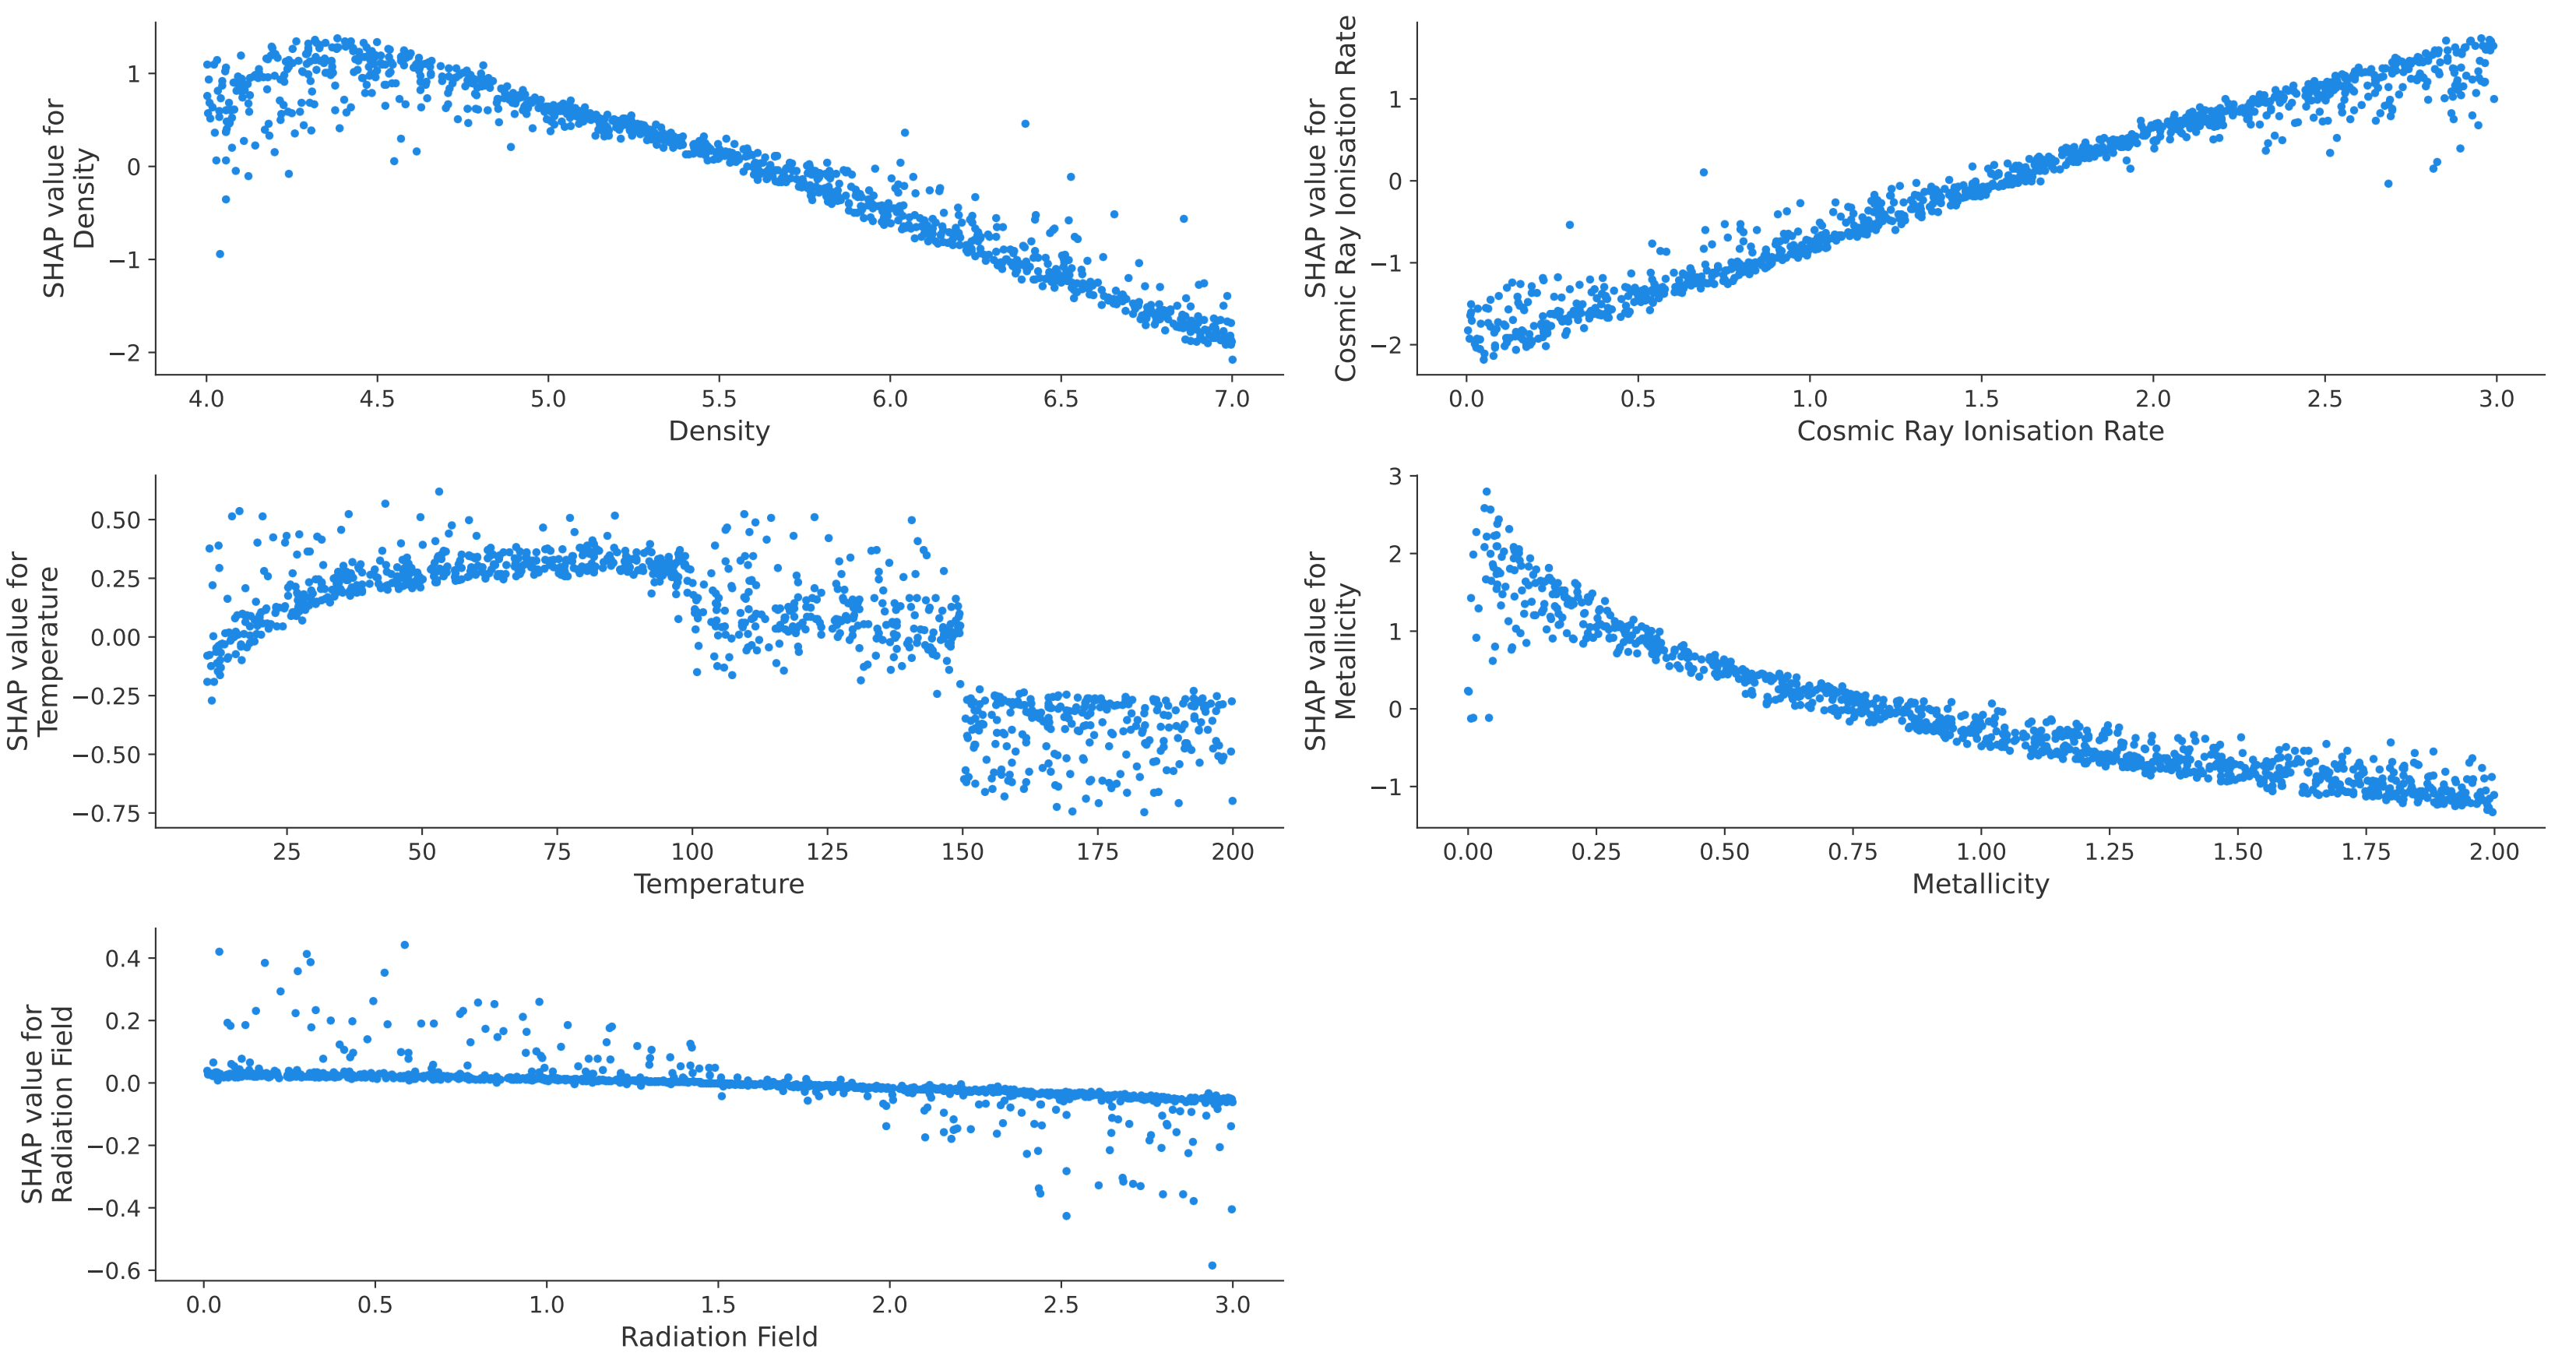 SHAP value for
Density
1
0
−1
−2
4.0 4.5 5.0 5.5 6.0 6.5 7.0
Density
SHAP value for
Cosmic Ray Ionisation Rate
1
0
−1
−2
0.0 0.5 1.0 1.5 2.0 2.5 3.0
Cosmic Ray Ionisation Rate
SHAP value for
Temperature
0.50
0.25
0.00
−0.25
−0.50
−0.75
25 50 75 100 125 150 175 200
Temperature
SHAP value for
Metallicity
3
2
1
0
−1
0.00 0.25 0.50 0.75 1.00 1.25 1.50 1.75 2.00
Metallicity
SHAP value for
Radiation Field
0.4
0.2
0.0
−0.2
−0.4
−0.6
0.0 0.5 1.0 1.5 2.0 2.5 3.0
Radiation Field